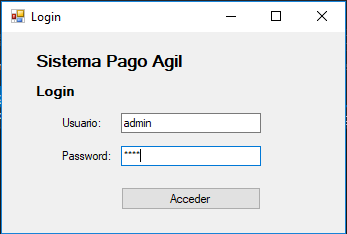 Login
Sistema Pago Agil
Login
Usuario: admin
Password: ****
Acceder